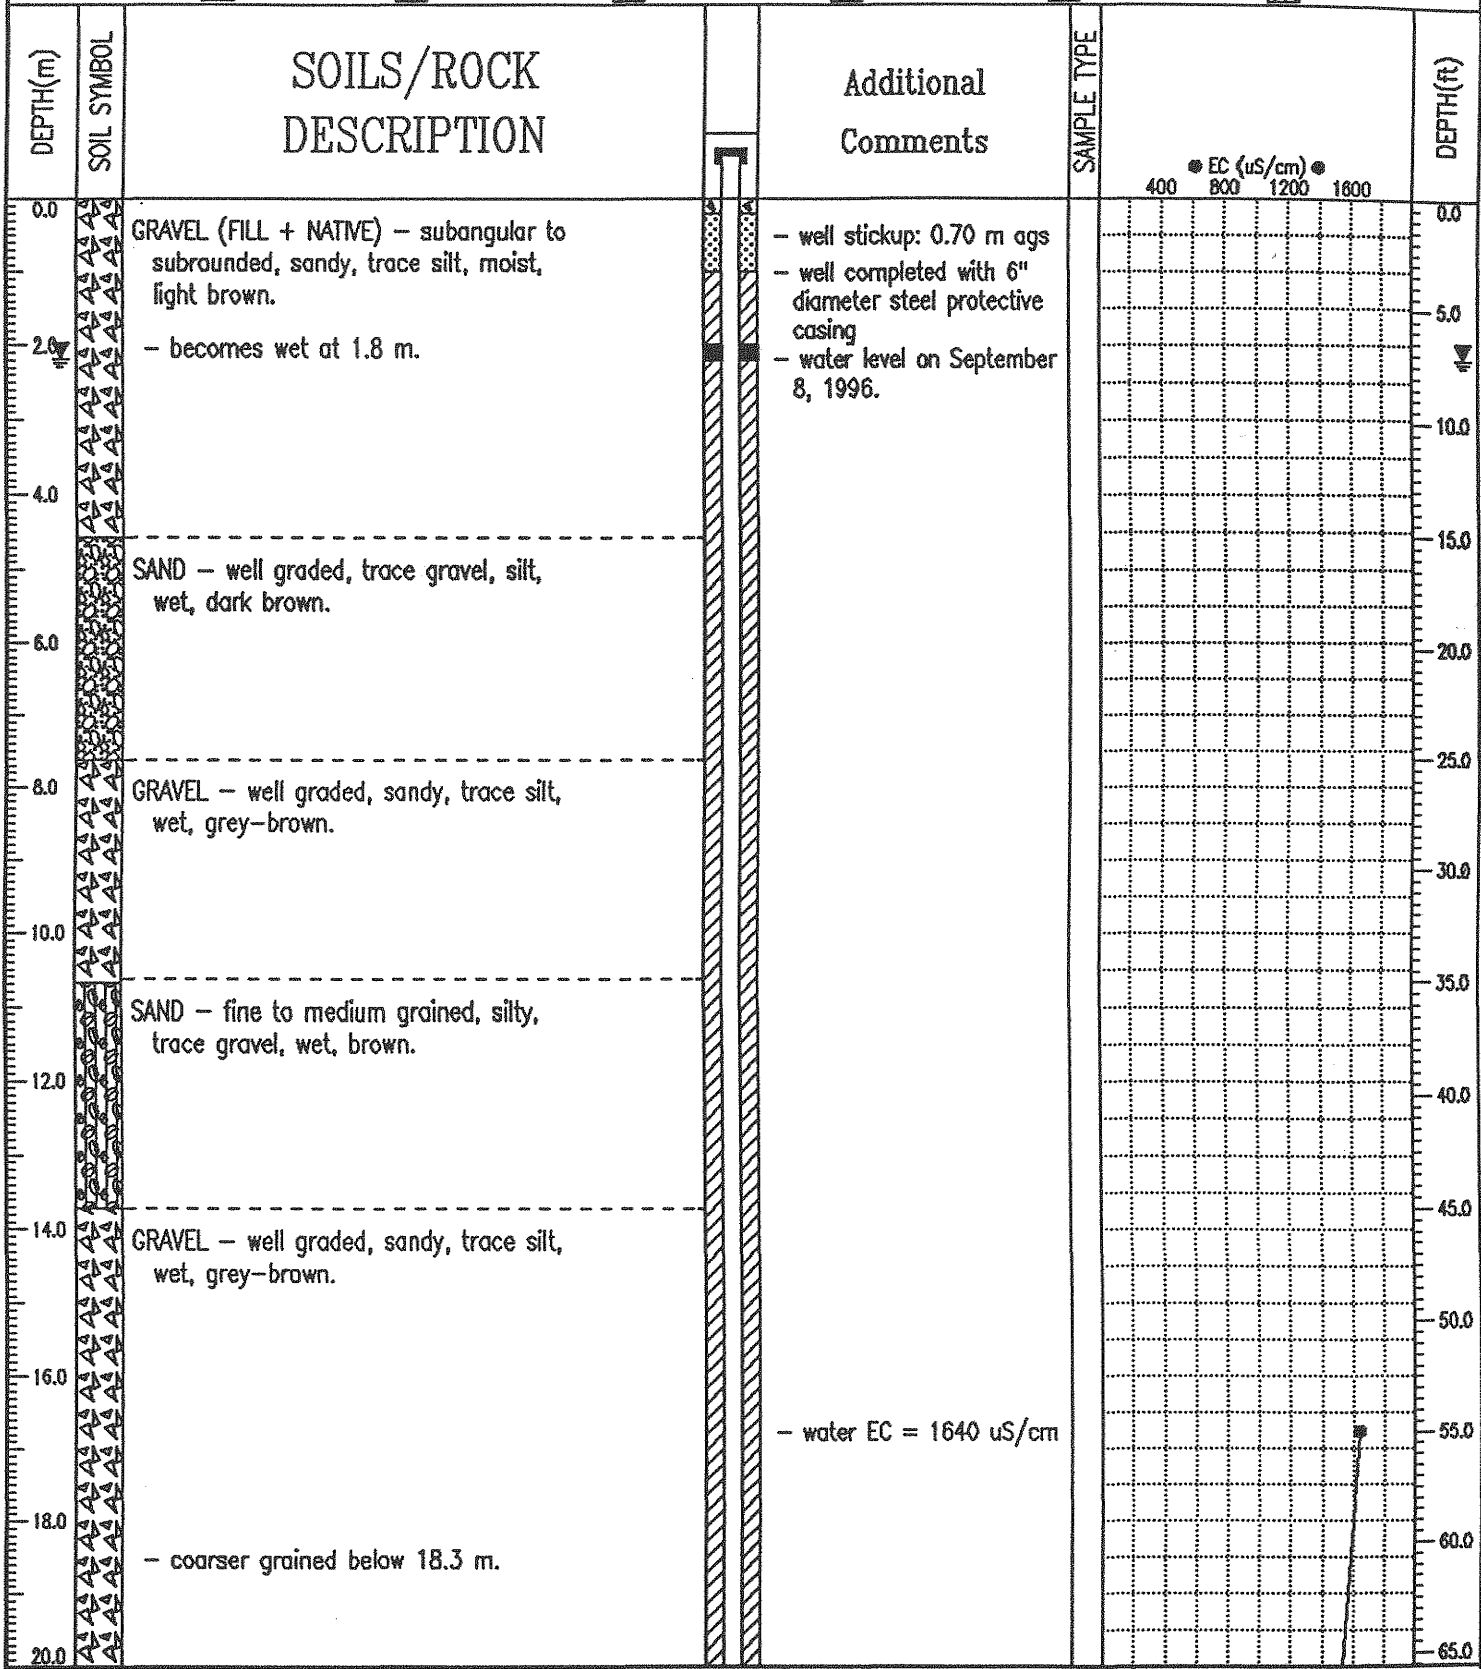 DEPTH(m)
SOIL SYMBOL
SOILS/ROCK
DESCRIPTION
Additional
Comments
SAMPLE TYPE
EC (uS/cm)
400 800 1200 1600
DEPTH(ft)
0.0
2.0
4.0
6.0
8.0
10.0
12.0
14.0
16.0
18.0
20.0
GRAVEL (FILL + NATIVE) – subangular to
subrounded, sandy, trace silt, moist,
light brown.
– becomes wet at 1.8 m.
SAND – well graded, trace gravel, silt,
wet, dark brown.
GRAVEL – well graded, sandy, trace silt,
wet, grey–brown.
SAND – fine to medium grained, silty,
trace gravel, wet, brown.
GRAVEL – well graded, sandy, trace silt,
wet, grey–brown.
– coarser grained below 18.3 m.
– well stickup: 0.70 m ags
– well completed with 6"
diameter steel protective
casing
– water level on September
8, 1996.
– water EC = 1640 uS/cm
0.0
5.0
10.0
15.0
20.0
25.0
30.0
35.0
40.0
45.0
50.0
55.0
60.0
65.0